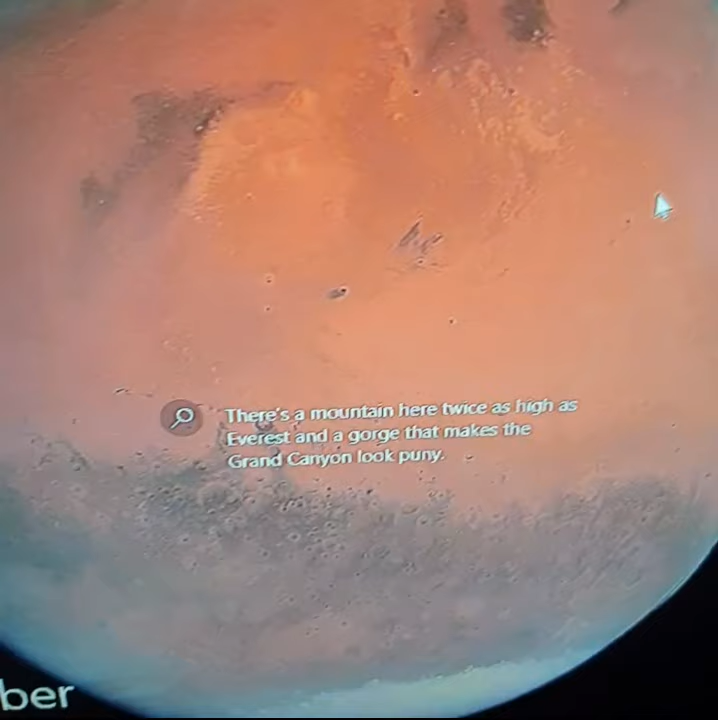 There's a mountain here twice as high as
Everest and a gorge that makes the
Grand Canyon look puny.
ber